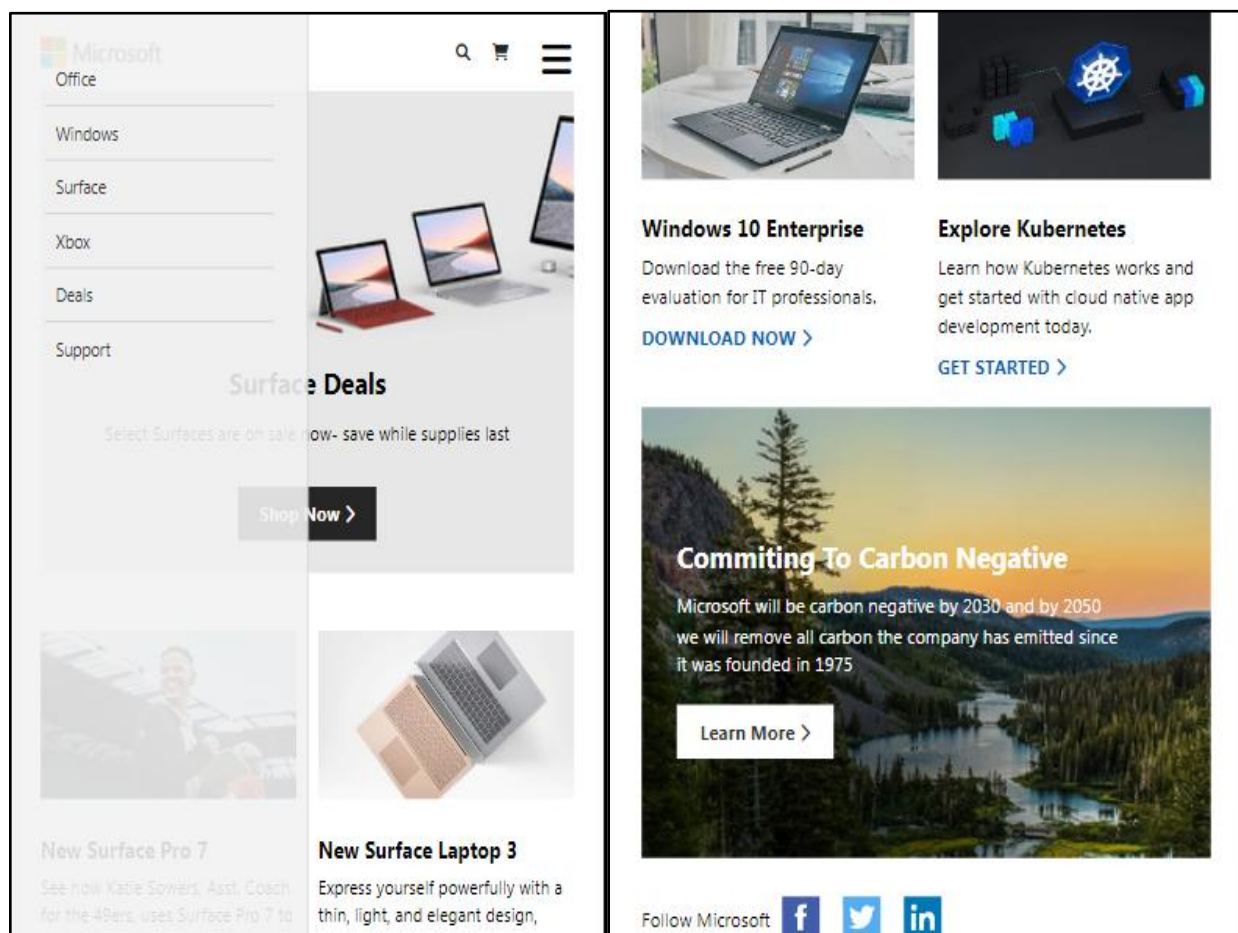 Microsoft
Office
Windows
Surface
Xbox
Deals
Support
Surface Deals
Select Surfaces are on sale now- save while supplies last
Shop Now >
New Surface Pro 7
See how Katie Sowers, Asst. Coach
for the 49ers, uses Surface Pro 7 to
New Surface Laptop 3
Express yourself powerfully with a
thin, light, and elegant design,
Windows 10 Enterprise
Download the free 90-day
evaluation for IT professionals.
DOWNLOAD NOW >
Explore Kubernetes
Learn how Kubernetes works and
get started with cloud native app
development today.
GET STARTED >
Commiting To Carbon Negative
Microsoft will be carbon negative by 2030 and by 2050
we will remove all carbon the company has emitted since
it was founded in 1975
Learn More >
Follow Microsoft